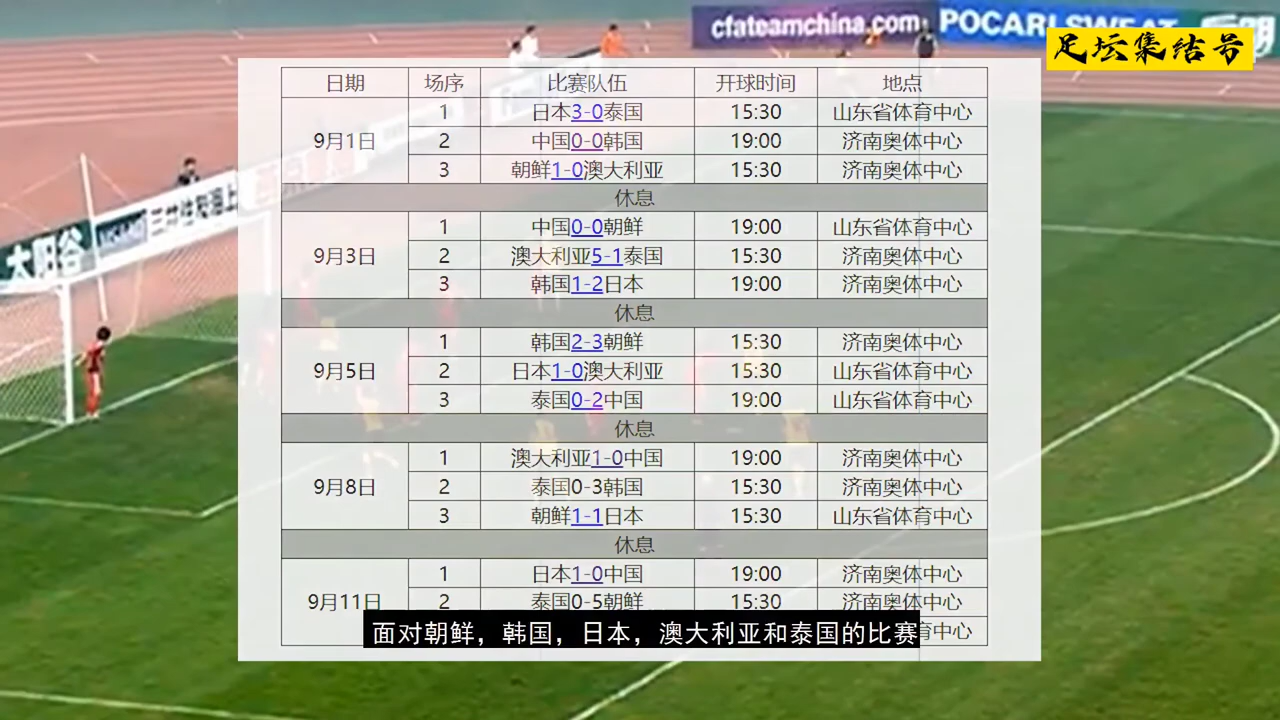 cfateamchina.com
POCARI SWEAT
足坛集结号
太阳谷
日期 场序 比赛队伍 开球时间 地点
9月1日
1 日本3-0泰国 15:30 山东省体育中心
2 中国0-0韩国 19:00 济南奥体中心
3 朝鲜1-0澳大利亚 15:30 济南奥体中心
休息
9月3日
1 中国0-0朝鲜 19:00 山东省体育中心
2 澳大利亚5-1泰国 15:30 济南奥体中心
3 韩国1-2日本 19:00 济南奥体中心
休息
9月5日
1 韩国2-3朝鲜 15:30 济南奥体中心
2 日本1-0澳大利亚 15:30 山东省体育中心
3 泰国0-2中国 19:00 山东省体育中心
休息
9月8日
1 澳大利亚1-0中国 19:00 济南奥体中心
2 泰国0-3韩国 15:30 济南奥体中心
3 朝鲜1-1日本 15:30 山东省体育中心
休息
9月11日
1 日本1-0中国 19:00 济南奥体中心
2 泰国0-5朝鲜 15:30 济南奥体中心
育中心
面对朝鲜，韩国，日本，澳大利亚和泰国的比赛